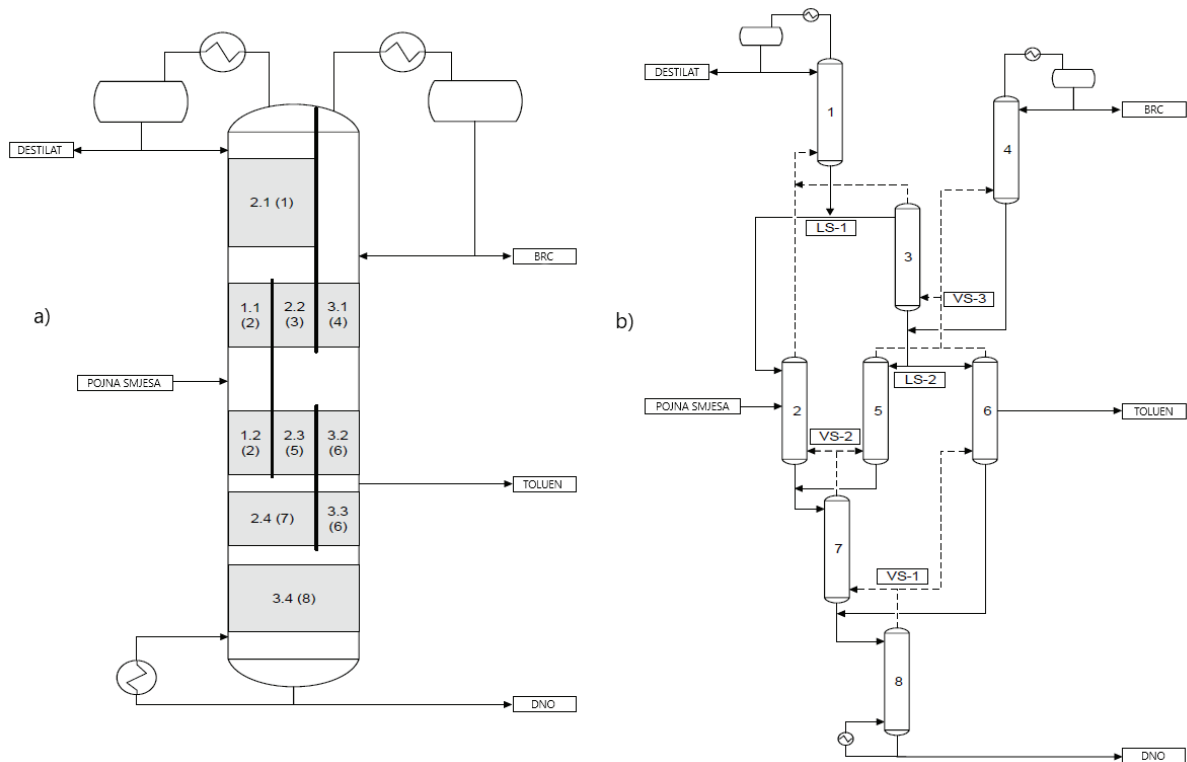 a)
DESTILAT
2.1 (1)
BRC
1.1
(2)
2.2
(3)
3.1
(4)
POJNA SMJESA
1.2
(2)
2.3
(5)
3.2
(6)
TOLUEN
2.4 (7)
3.3
(6)
3.4 (8)
DNO
b)
DESTILAT
1
BRC
4
LS-1
3
VS-3
LS-2
POJNA SMJESA
2
5
6
TOLUEN
VS-2
7
VS-1
8
DNO